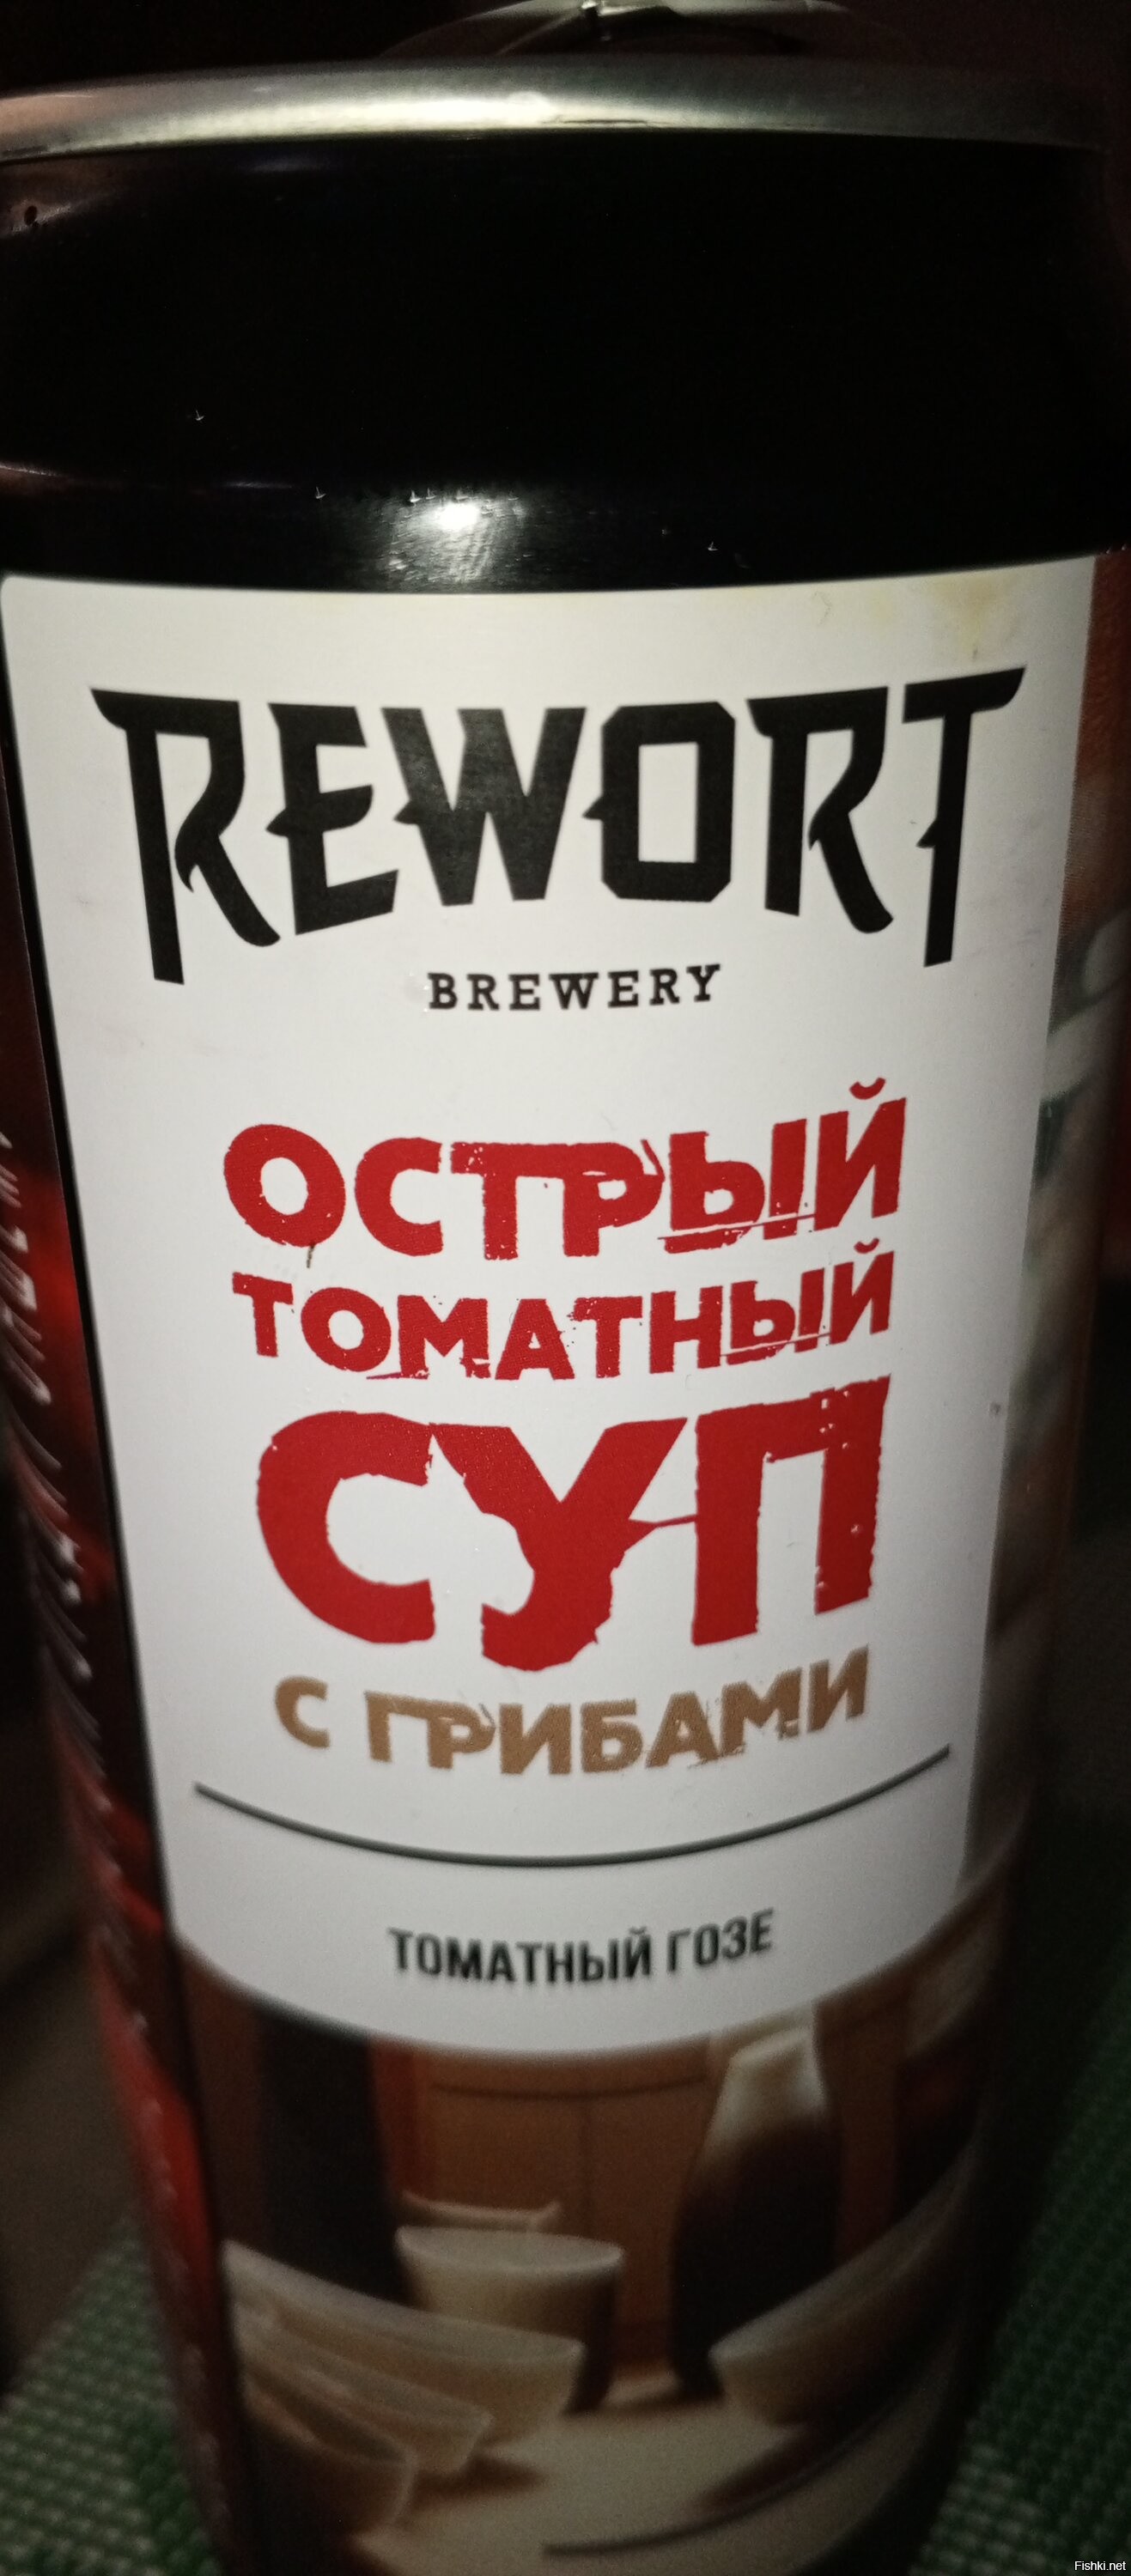 REWORT
BREWERY
ОСТРЫЙ
ТОМАТНЫЙ
СУП
С ГРИБАМИ
ТОМАТНЫЙ ГОЗЕ
Fishki.net